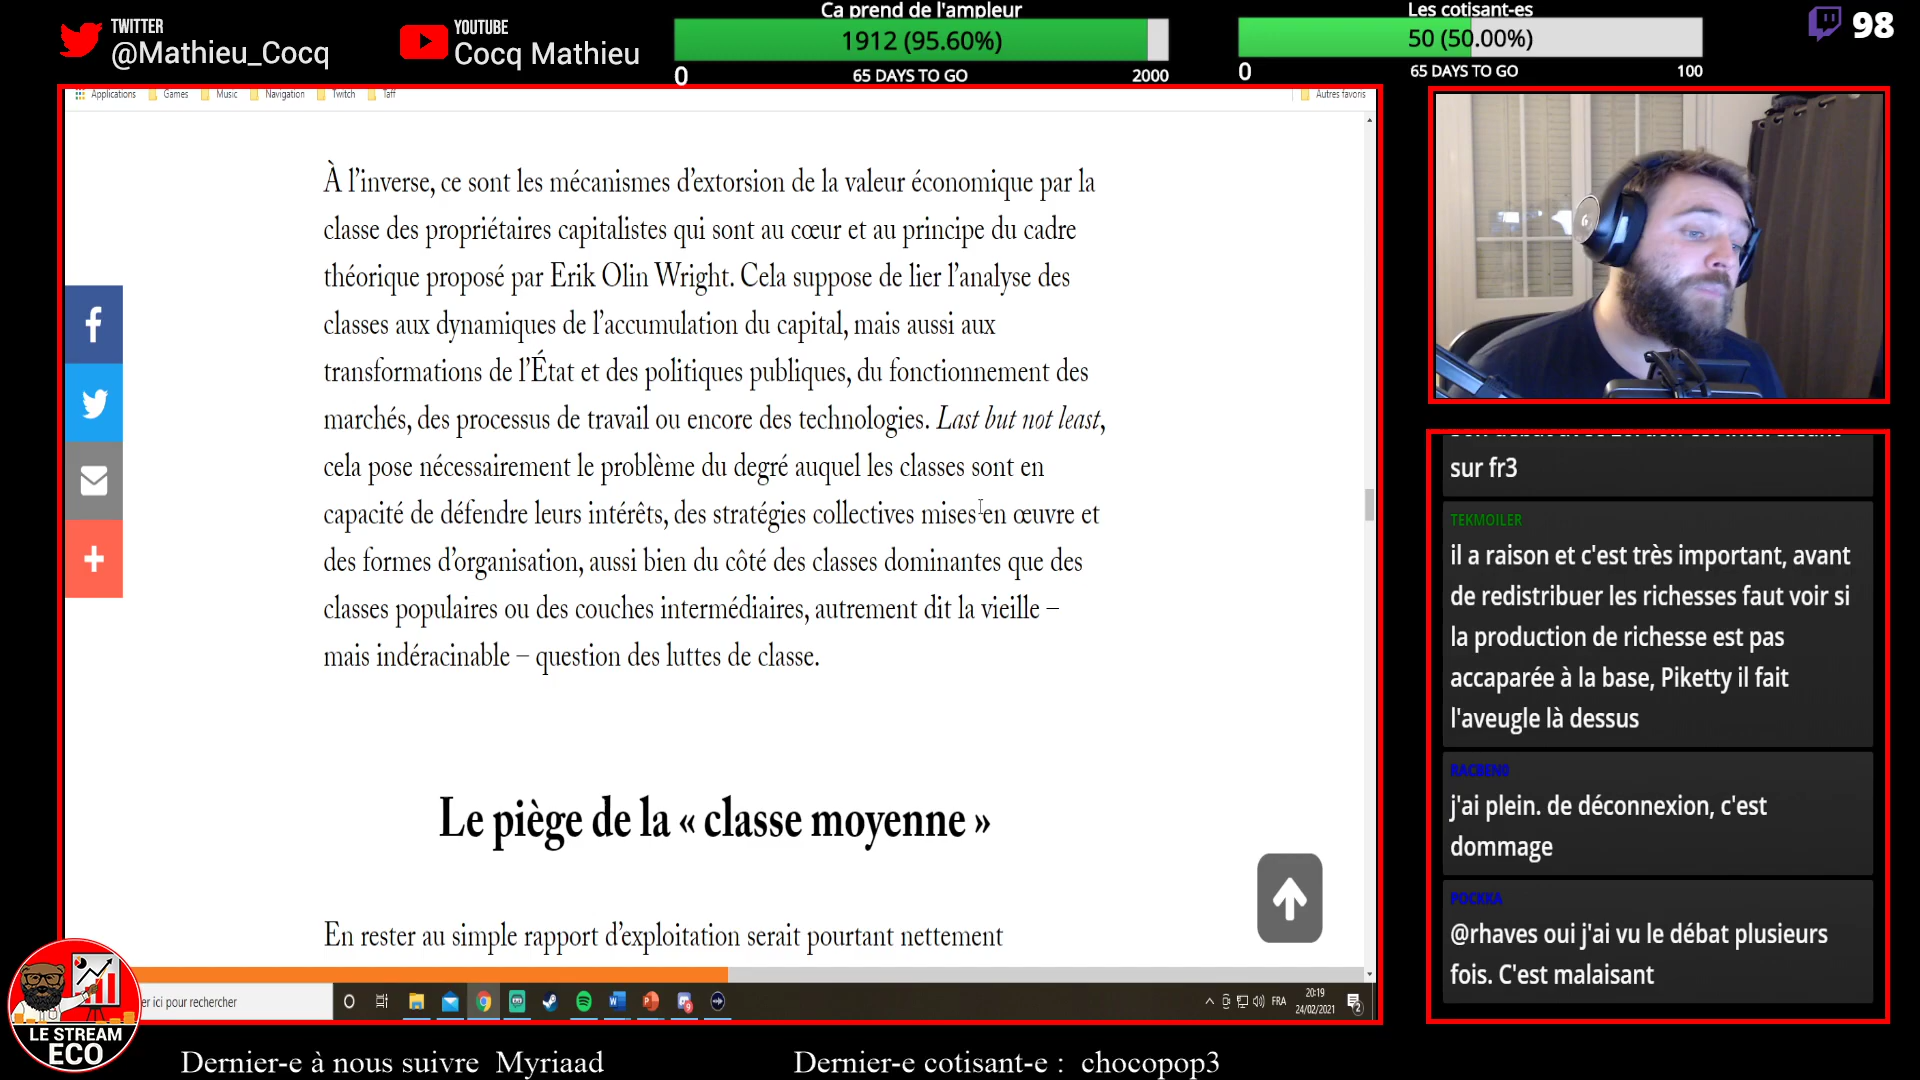 TWITTER
@Mathieu_Cocq
YOUTUBE
Cocq Mathieu
Ca prend de l'ampleur
1912 (95.60%)
0 65 DAYS TO GO 2000
Les cotisant-es
50 (50.00%)
0 65 DAYS TO GO 100
98
Applications Games Music Navigation Twitch Taff Autres favoris
À l’inverse, ce sont les mécanismes d’extorsion de la valeur économique par la
classe des propriétaires capitalistes qui sont au cœur et au principe du cadre
théorique proposé par Erik Olin Wright. Cela suppose de lier l’analyse des
classes aux dynamiques de l’accumulation du capital, mais aussi aux
transformations de l’État et des politiques publiques, du fonctionnement des
marchés, des processus de travail ou encore des technologies. Last but not least,
cela pose nécessairement le problème du degré auquel les classes sont en
capacité de défendre leurs intérêts, des stratégies collectives mises en œuvre et
des formes d’organisation, aussi bien du côté des classes dominantes que des
classes populaires ou des couches intermédiaires, autrement dit la vieille –
mais indéracinable – question des luttes de classe.
Le piège de la « classe moyenne »
En rester au simple rapport d’exploitation serait pourtant nettement
er ici pour rechercher
FRA
20:19
24/02/2021
2
sur fr3
TEKMOILER
il a raison et c'est très important, avant
de redistribuer les richesses faut voir si
la production de richesse est pas
accaparée à la base, Piketty il fait
l'aveugle là dessus
RACBEN0
j'ai plein. de déconnexion, c'est
dommage
POCKKA
@rhaves oui j'ai vu le débat plusieurs
fois. C'est malaisant
LE STREAM
ECO
Dernier-e à nous suivre Myriaad
Dernier-e cotisant-e : chocopop3